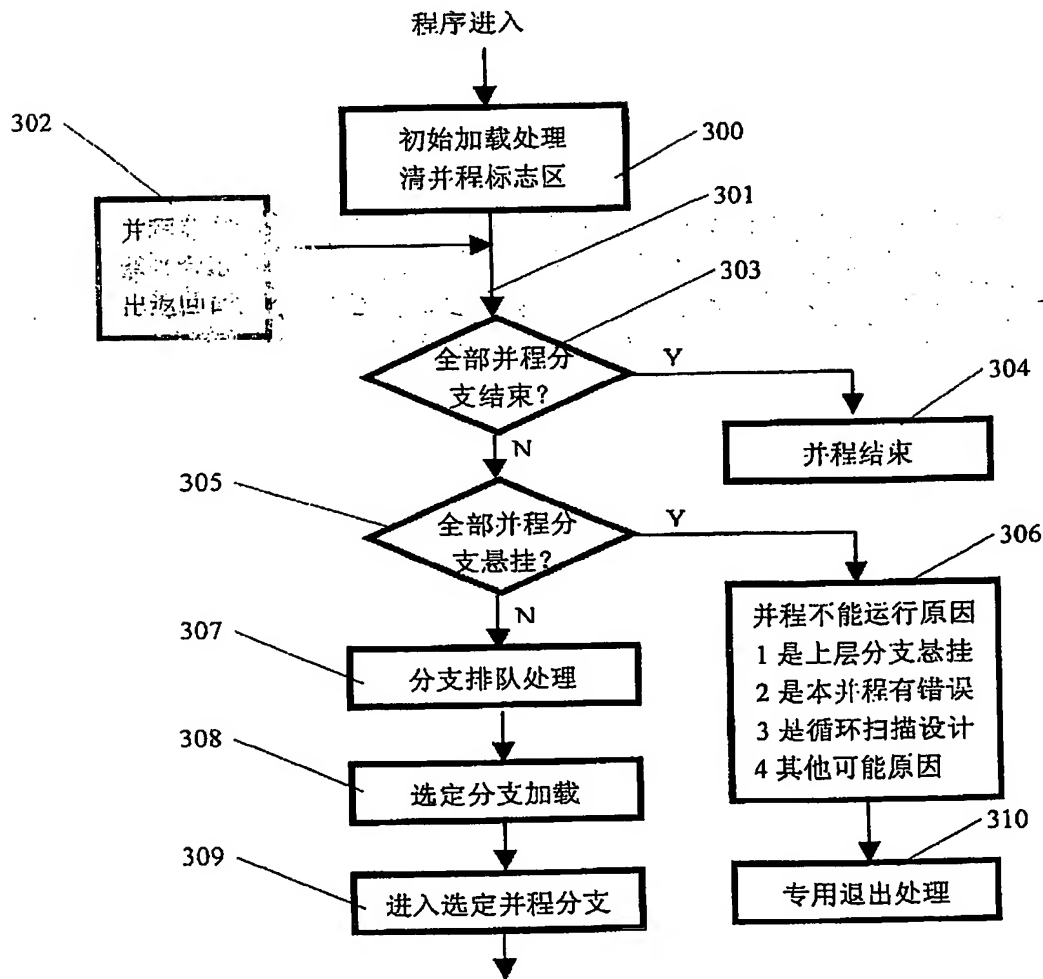 程序进入
302
初始加载处理
清并程标志区
300
301
并
出返回
303
全部并程分
支结束?
Y
304
并程结束
N
305
全部并程分
支悬挂?
Y
306
并程不能运行原因
1 是上层分支悬挂
2 是本并程有错误
3 是循环扫描设计
4 其他可能原因
N
307
分支排队处理
308
选定分支加载
310
专用退出处理
309
进入选定并程分支